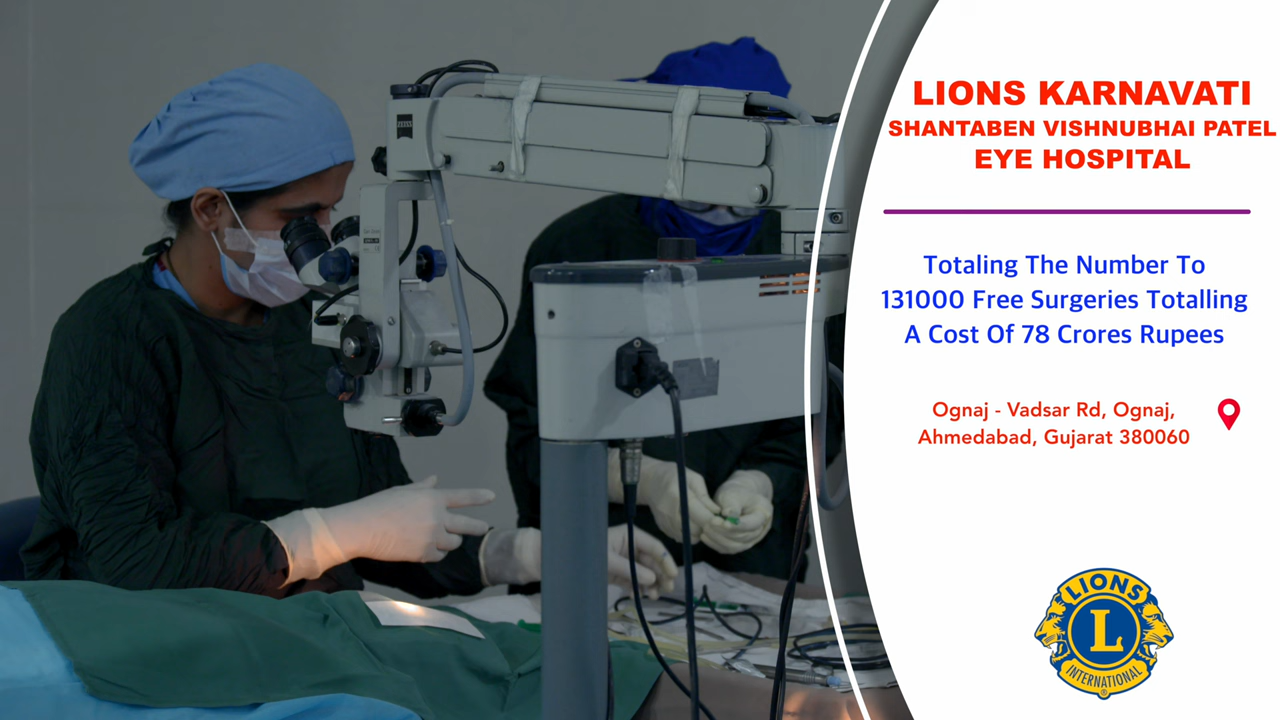 LIONS KARNAVATI
SHANTABEN VISHNUBHAI PATEL
EYE HOSPITAL
Totaling The Number To
131000 Free Surgeries Totalling
A Cost Of 78 Crores Rupees
Ognaj - Vadsar Rd, Ognaj,
Ahmedabad, Gujarat 380060
LIONS
L
INTERNATIONAL
®
ZEISS